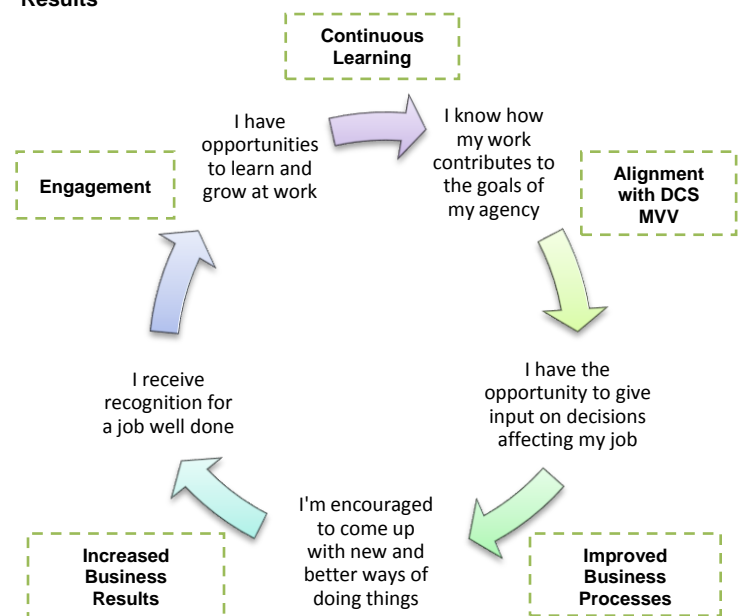 Results
Continuous
Learning
I have
opportunities
to learn and
grow at work
I know how
my work
contributes to
the goals of
my agency
Engagement
Alignment
with DCS
MVV
I receive
recognition for
a job well done
I have the
opportunity to give
input on decisions
affecting my job
I'm encouraged
to come up
with new and
better ways of
doing things
Increased
Business
Results
Improved
Business
Processes